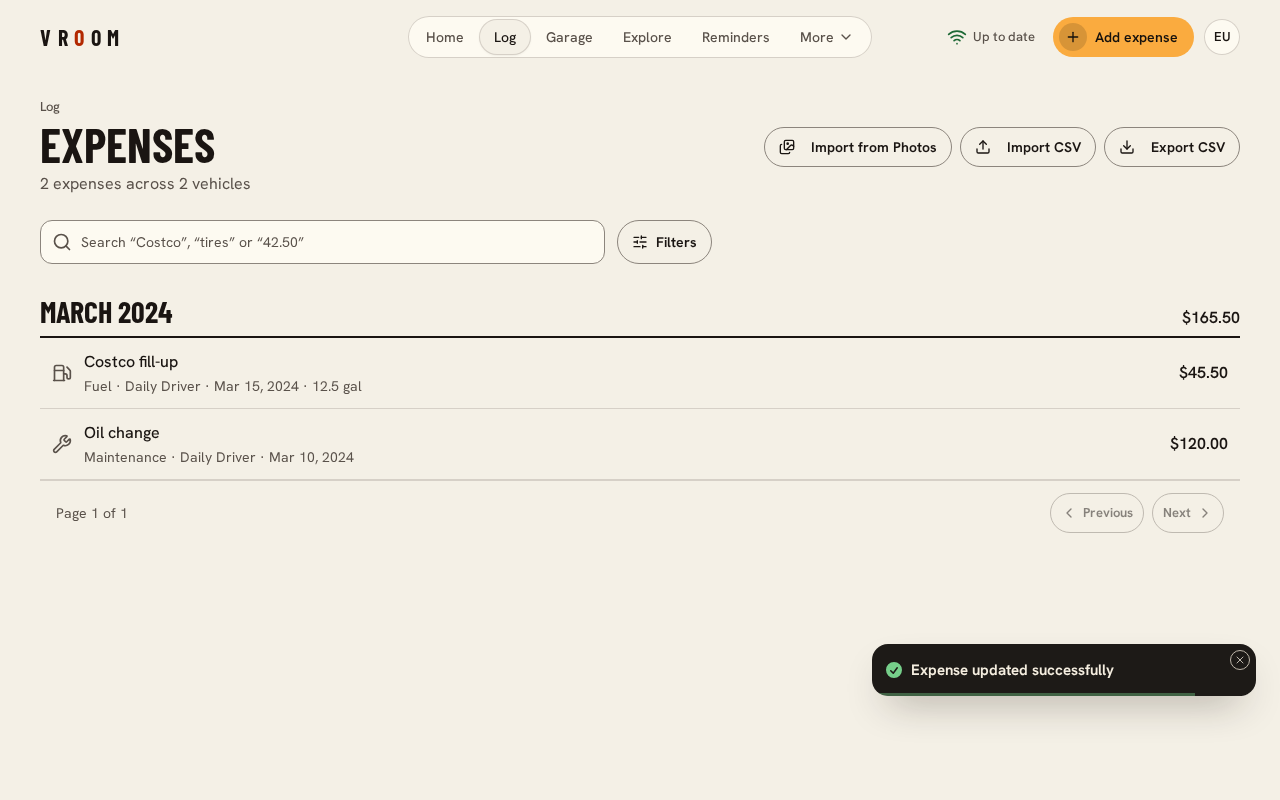 VROOM
Home Log Garage Explore Reminders More
Up to date
Add expense
EU
Log
EXPENSES
2 expenses across 2 vehicles
Import from Photos
Import CSV
Export CSV
Search “Costco”, “tires” or “42.50”
Filters
MARCH 2024 $165.50
Costco fill-up
Fuel · Daily Driver · Mar 15, 2024 · 12.5 gal
$45.50
Oil change
Maintenance · Daily Driver · Mar 10, 2024
$120.00
Page 1 of 1
Previous
Next
Expense updated successfully